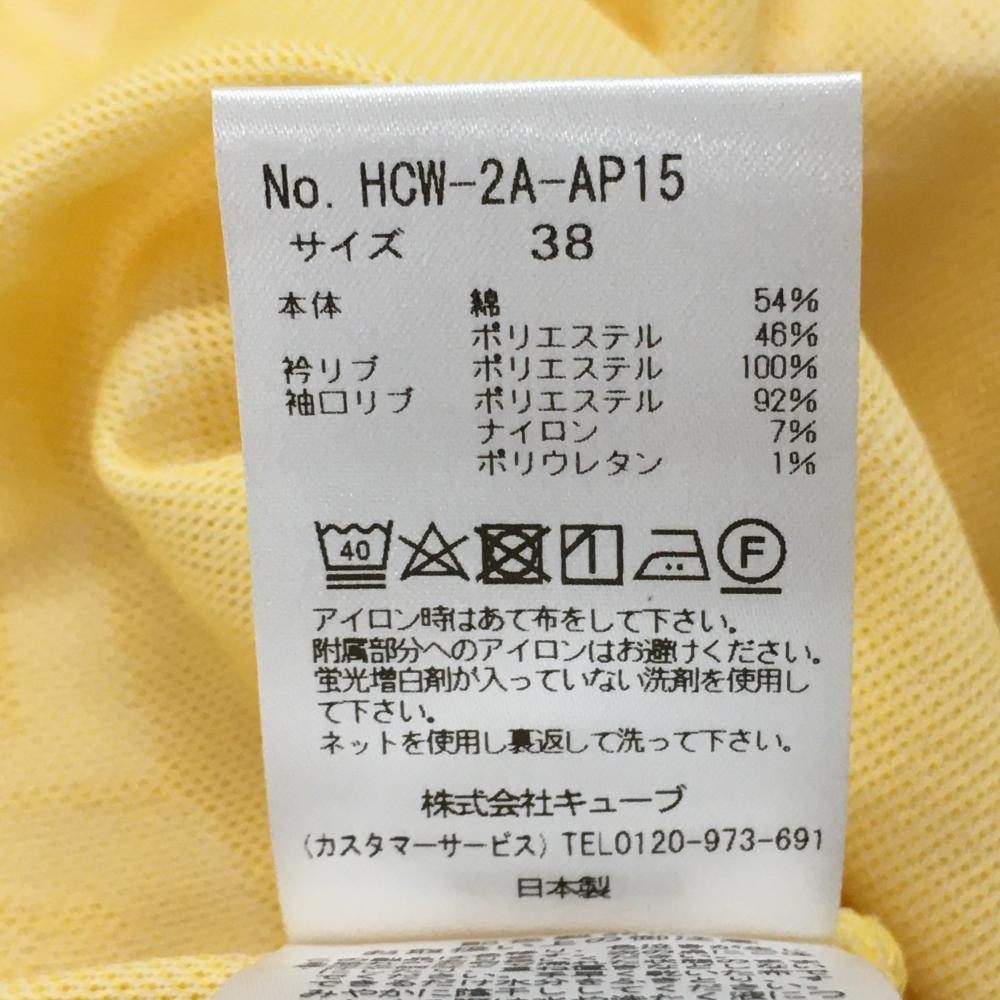 No. HCW-2A-AP15
サイズ 38
本体 綿 54%
ポリエステル 46%
衿リブ ポリエステル 100%
袖口リブ ポリエステル 92%
ナイロン 7%
ポリウレタン 1%
40 F
アイロン時はあて布をして下さい。
附属部分へのアイロンはお避けください。
蛍光増白剤が入っていない洗剤を使用し
て下さい。
ネットを使用し裏返して洗って下さい。
株式会社キューブ
(カスタマーサービス) TEL0120-973-691
日本製